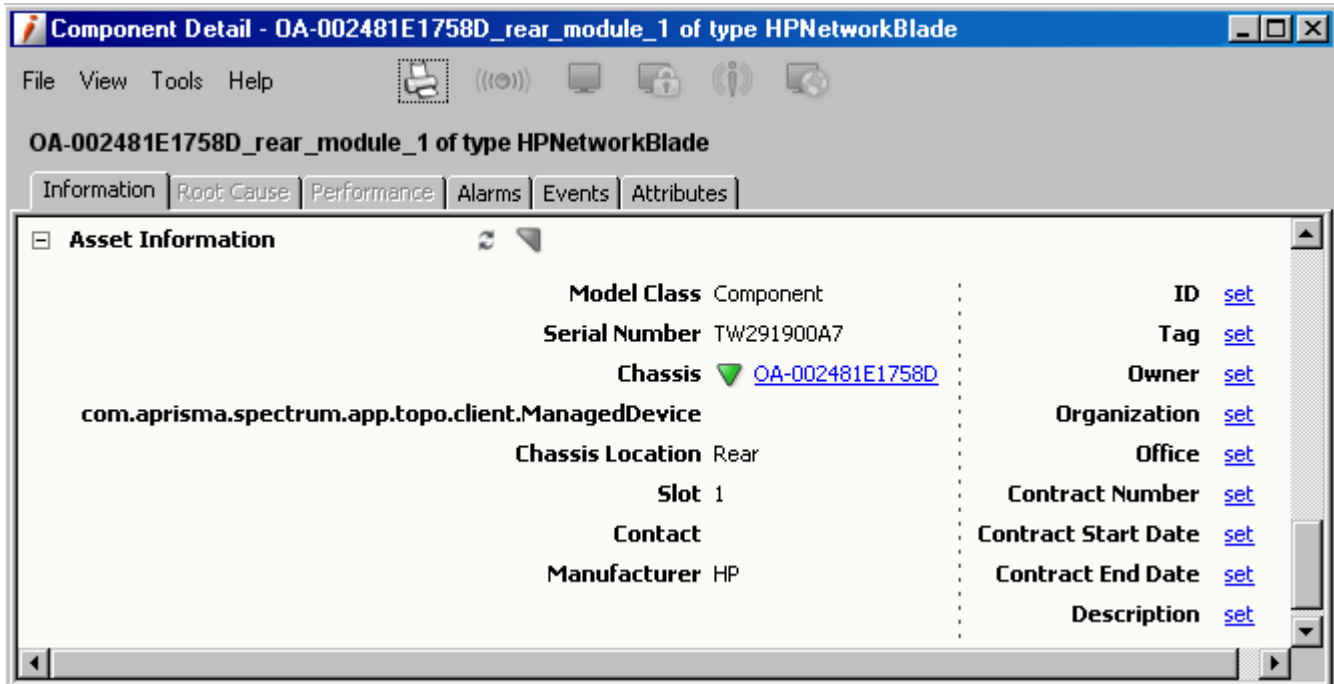 Component Detail - OA-002481E1758D_rear_module_1 of type HPNetworkBlade
File View Tools Help
OA-002481E1758D_rear_module_1 of type HPNetworkBlade
Information Root Cause Performance Alarms Events Attributes
Asset Information
Model Class Component ID set
Serial Number TW291900A7 Tag set
Chassis OA-002481E1758D Owner set
com.aprisma.spectrum.app.topo.client.ManagedDevice Organization set
Chassis Location Rear Office set
Slot 1 Contract Number set
Contact Contract Start Date set
Manufacturer HP Contract End Date set
Description set